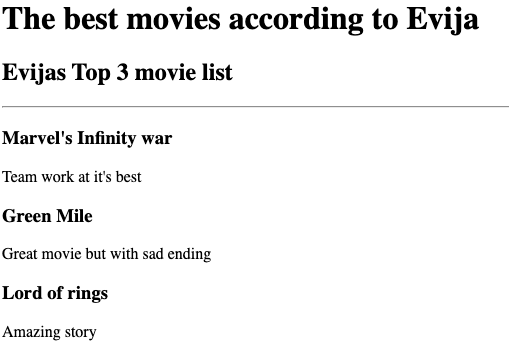 The best movies according to Evija
Evijas Top 3 movie list
Marvel's Infinity war
Team work at it's best
Green Mile
Great movie but with sad ending
Lord of rings
Amazing story